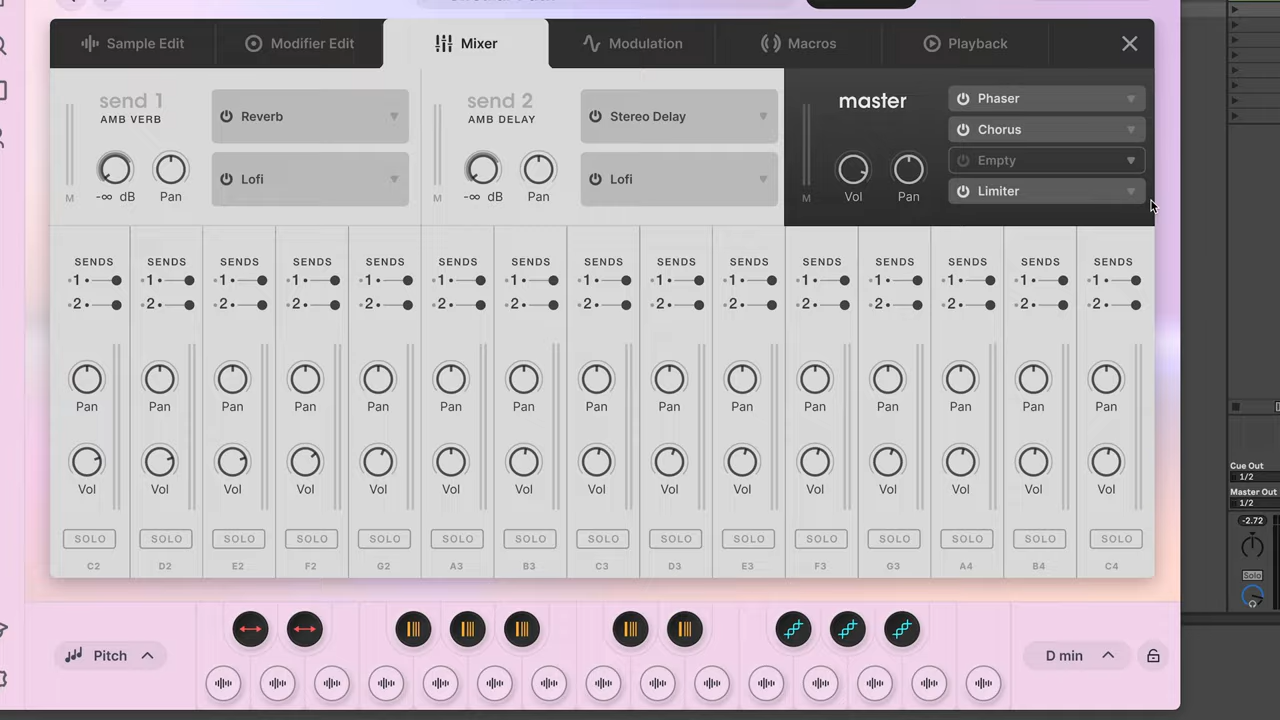 Sample Edit
Modifier Edit
Mixer
Modulation
Macros
Playback
send 1
AMB VERB
-∞ dB
Pan
M
Reverb
Lofi
send 2
AMB DELAY
-∞ dB
Pan
M
Stereo Delay
Lofi
master
Vol
Pan
M
Phaser
Chorus
Empty
Limiter
SENDS SENDS SENDS SENDS SENDS SENDS SENDS SENDS SENDS SENDS SENDS SENDS SENDS SENDS SENDS
1 1 1 1 1 1 1 1 1 1 1 1 1 1 1
2 2 2 2 2 2 2 2 2 2 2 2 2 2 2
Pan Pan Pan Pan Pan Pan Pan Pan Pan Pan Pan Pan Pan Pan Pan
Vol Vol Vol Vol Vol Vol Vol Vol Vol Vol Vol Vol Vol Vol Vol
SOLO SOLO SOLO SOLO SOLO SOLO SOLO SOLO SOLO SOLO SOLO SOLO SOLO SOLO SOLO
C2 D2 E2 F2 G2 A3 B3 C3 D3 E3 F3 G3 A4 B4 C4
Pitch
D min
Cue Out
1/2
Master Out
1/2
-2.72
Solo